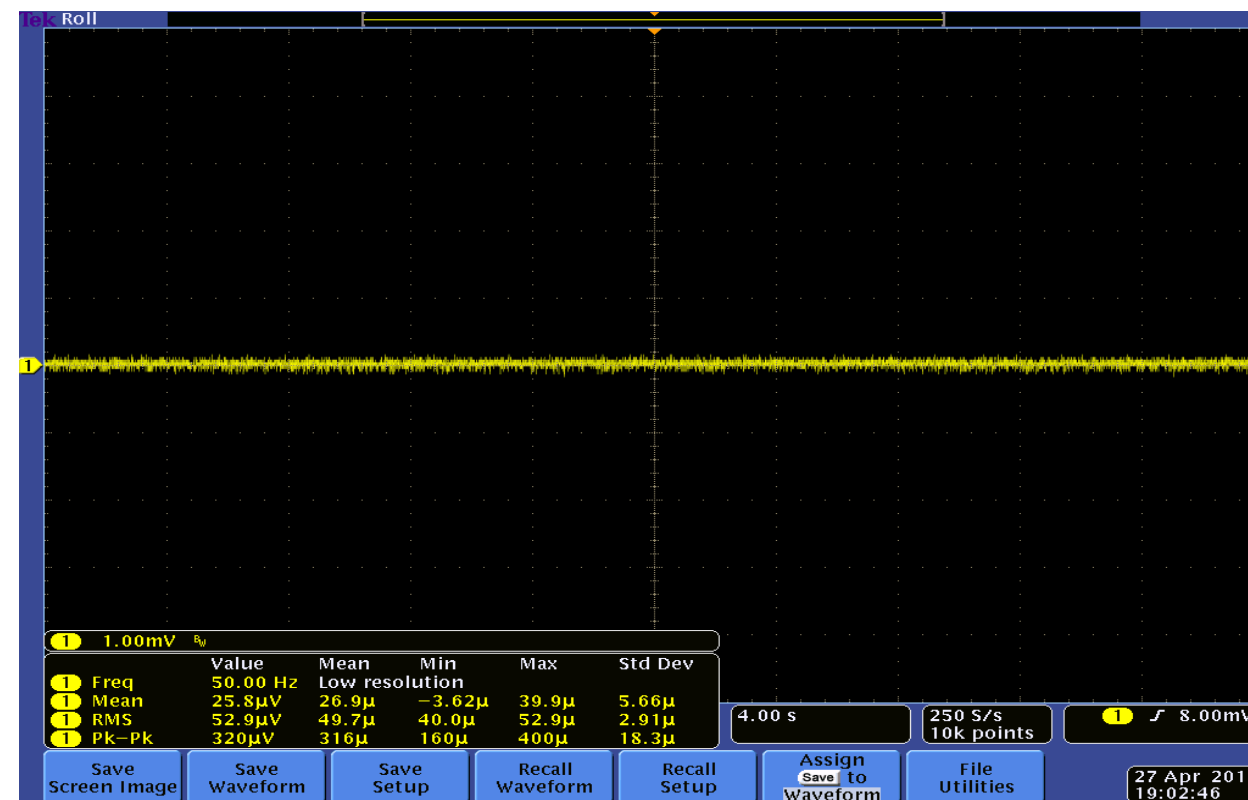 Tek Roll
1
1 1.00mV BW
Value Mean Min Max Std Dev
1 Freq 50.00 Hz Low resolution
1 Mean 25.8µV 26.9µ −3.62µ 39.9µ 5.66µ
1 RMS 52.9µV 49.7µ 40.0µ 52.9µ 2.91µ
1 Pk−Pk 320µV 316µ 160µ 400µ 18.3µ
4.00 s
250 S/s
10k points
1 8.00mV
Save
Screen Image
Save
Waveform
Save
Setup
Recall
Waveform
Recall
Setup
Assign
Save to
Waveform
File
Utilities
27 Apr 201
19:02:46